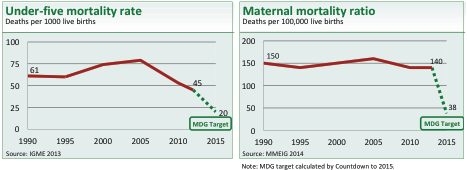 Under-five mortality rate
Deaths per 1000 live births
100
75
50
25
0
61
45
20
MDG Target
1990 1995 2000 2005 2010 2015
Source: IGME 2013
Maternal mortality ratio
Deaths per 100,000 live births
200
150
100
50
0
150
140
38
MDG Target
1990 1995 2000 2005 2010 2015
Source: MMEIG 2014
Note: MDG target calculated by Countdown to 2015.